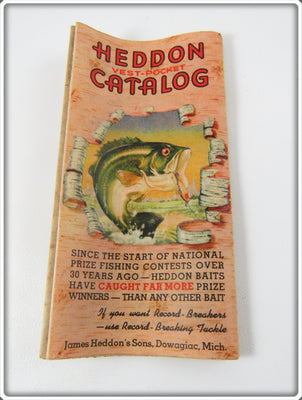 HEDDON
VEST-POCKET
CATALOG
SINCE THE START OF NATIONAL
PRIZE FISHING CONTESTS OVER
30 YEARS AGO — HEDDON BAITS
HAVE CAUGHT FAR MORE PRIZE
WINNERS — THAN ANY OTHER BAIT
If you want Record-Breakers
—use Record-Breaking Tackle
James Heddon's Sons, Dowagiac, Mich.